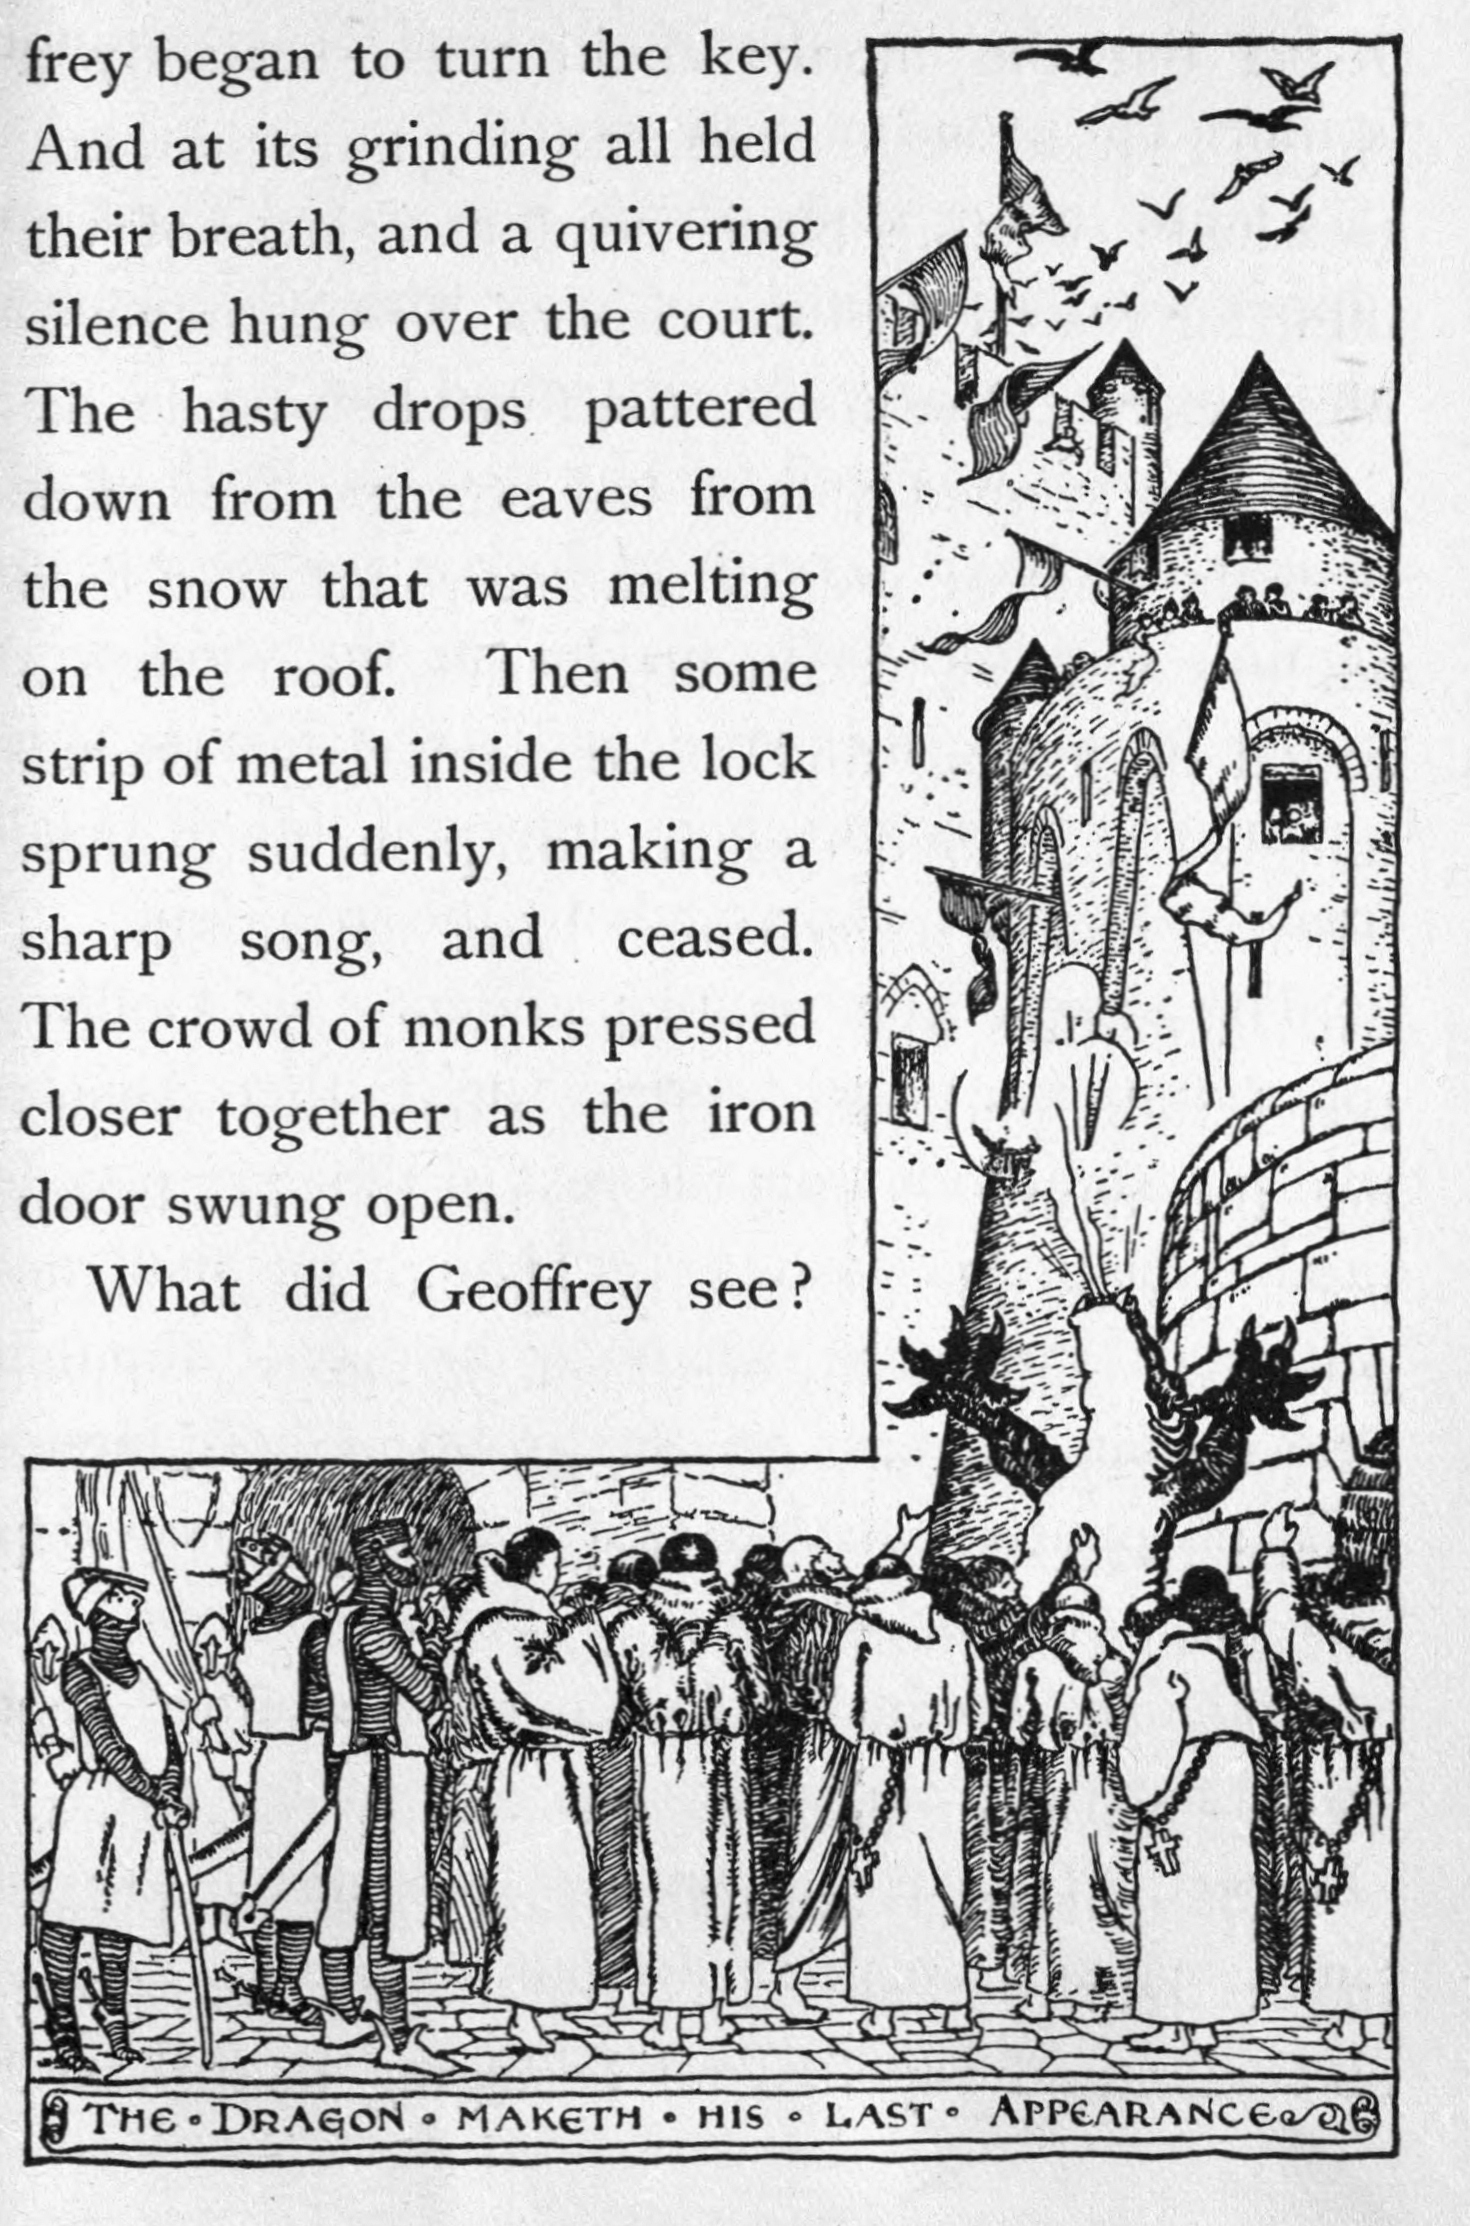 frey began to turn the key.
And at its grinding all held
their breath, and a quivering
silence hung over the court.
The hasty drops pattered
down from the eaves from
the snow that was melting
on the roof. Then some
strip of metal inside the lock
sprung suddenly, making a
sharp song, and ceased.
The crowd of monks pressed
closer together as the iron
door swung open.
What did Geoffrey see?
THE • DRAGON • MAKETH • HIS • LAST • APPEARANCE